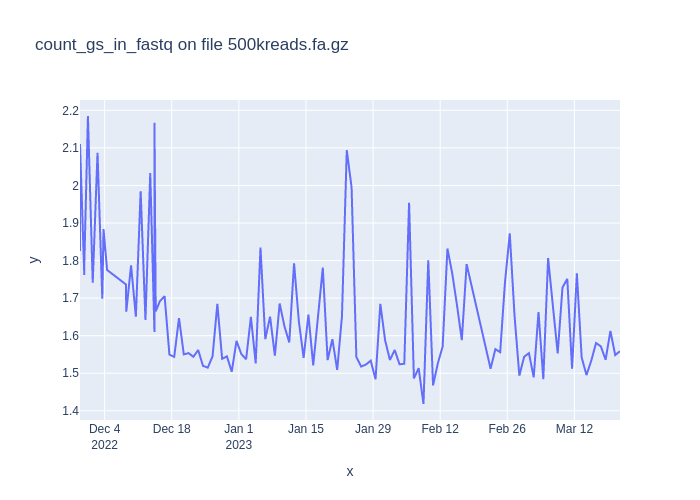 count_gs_in_fastq on file 500kreads.fa.gz
2.2
2.1
2
1.9
1.8
1.7
1.6
1.5
1.4
y
Dec 4
2022
Dec 18
Jan 1
2023
Jan 15
Jan 29
Feb 12
Feb 26
Mar 12
x